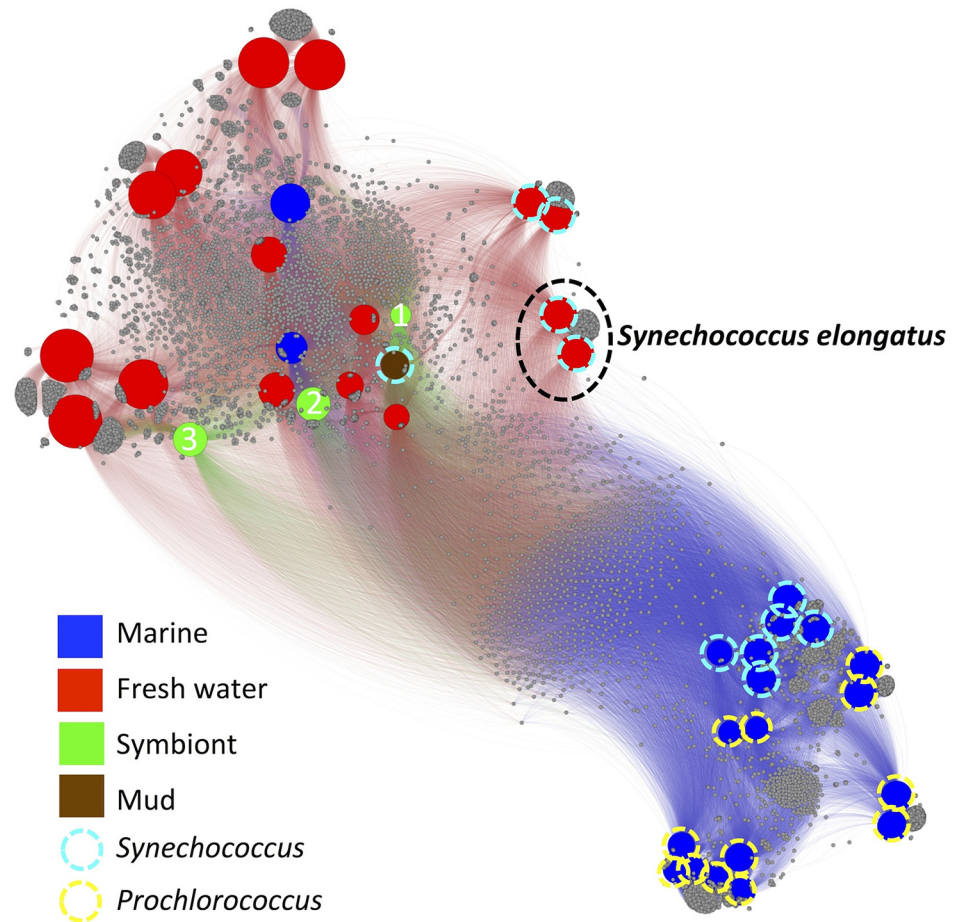 1
Synechococcus elongatus
2
3
Marine
Fresh water
Symbiont
Mud
Synechococcus
Prochlorococcus